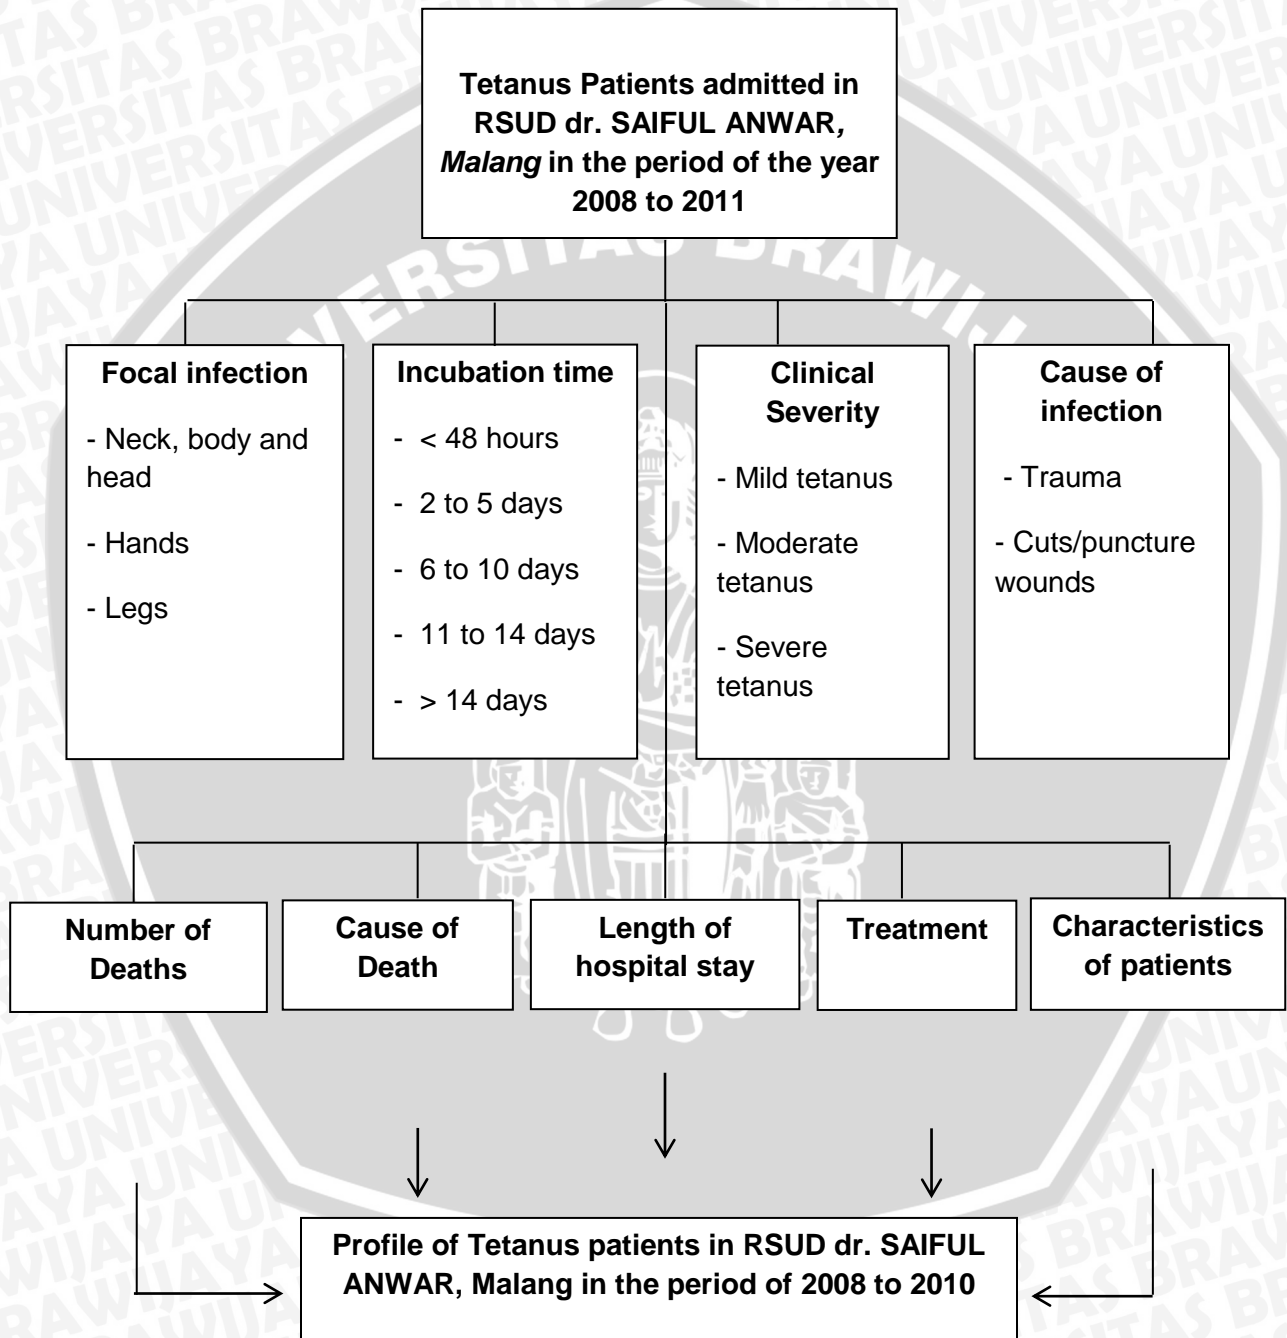 Tetanus Patients admitted in
RSUD dr. SAIFUL ANWAR,
Malang in the period of the year
2008 to 2011
UNIVERSITAS BRAWIJAYA
Focal infection
- Neck, body and
head
- Hands
- Legs
Incubation time
- < 48 hours
- 2 to 5 days
- 6 to 10 days
- 11 to 14 days
- > 14 days
Clinical
Severity
- Mild tetanus
- Moderate
tetanus
- Severe
tetanus
Cause of
infection
- Trauma
- Cuts/puncture
wounds
Number of
Deaths
Cause of
Death
Length of
hospital stay
Treatment
Characteristics
of patients
Profile of Tetanus patients in RSUD dr. SAIFUL
ANWAR, Malang in the period of 2008 to 2010